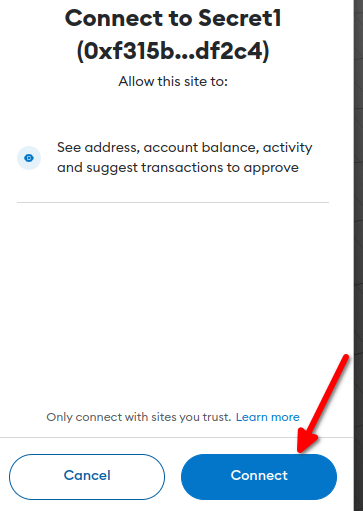 Connect to Secret1
(0xf315b...df2c4)
Allow this site to:
See address, account balance, activity
and suggest transactions to approve
Only connect with sites you trust. Learn more
Cancel
Connect